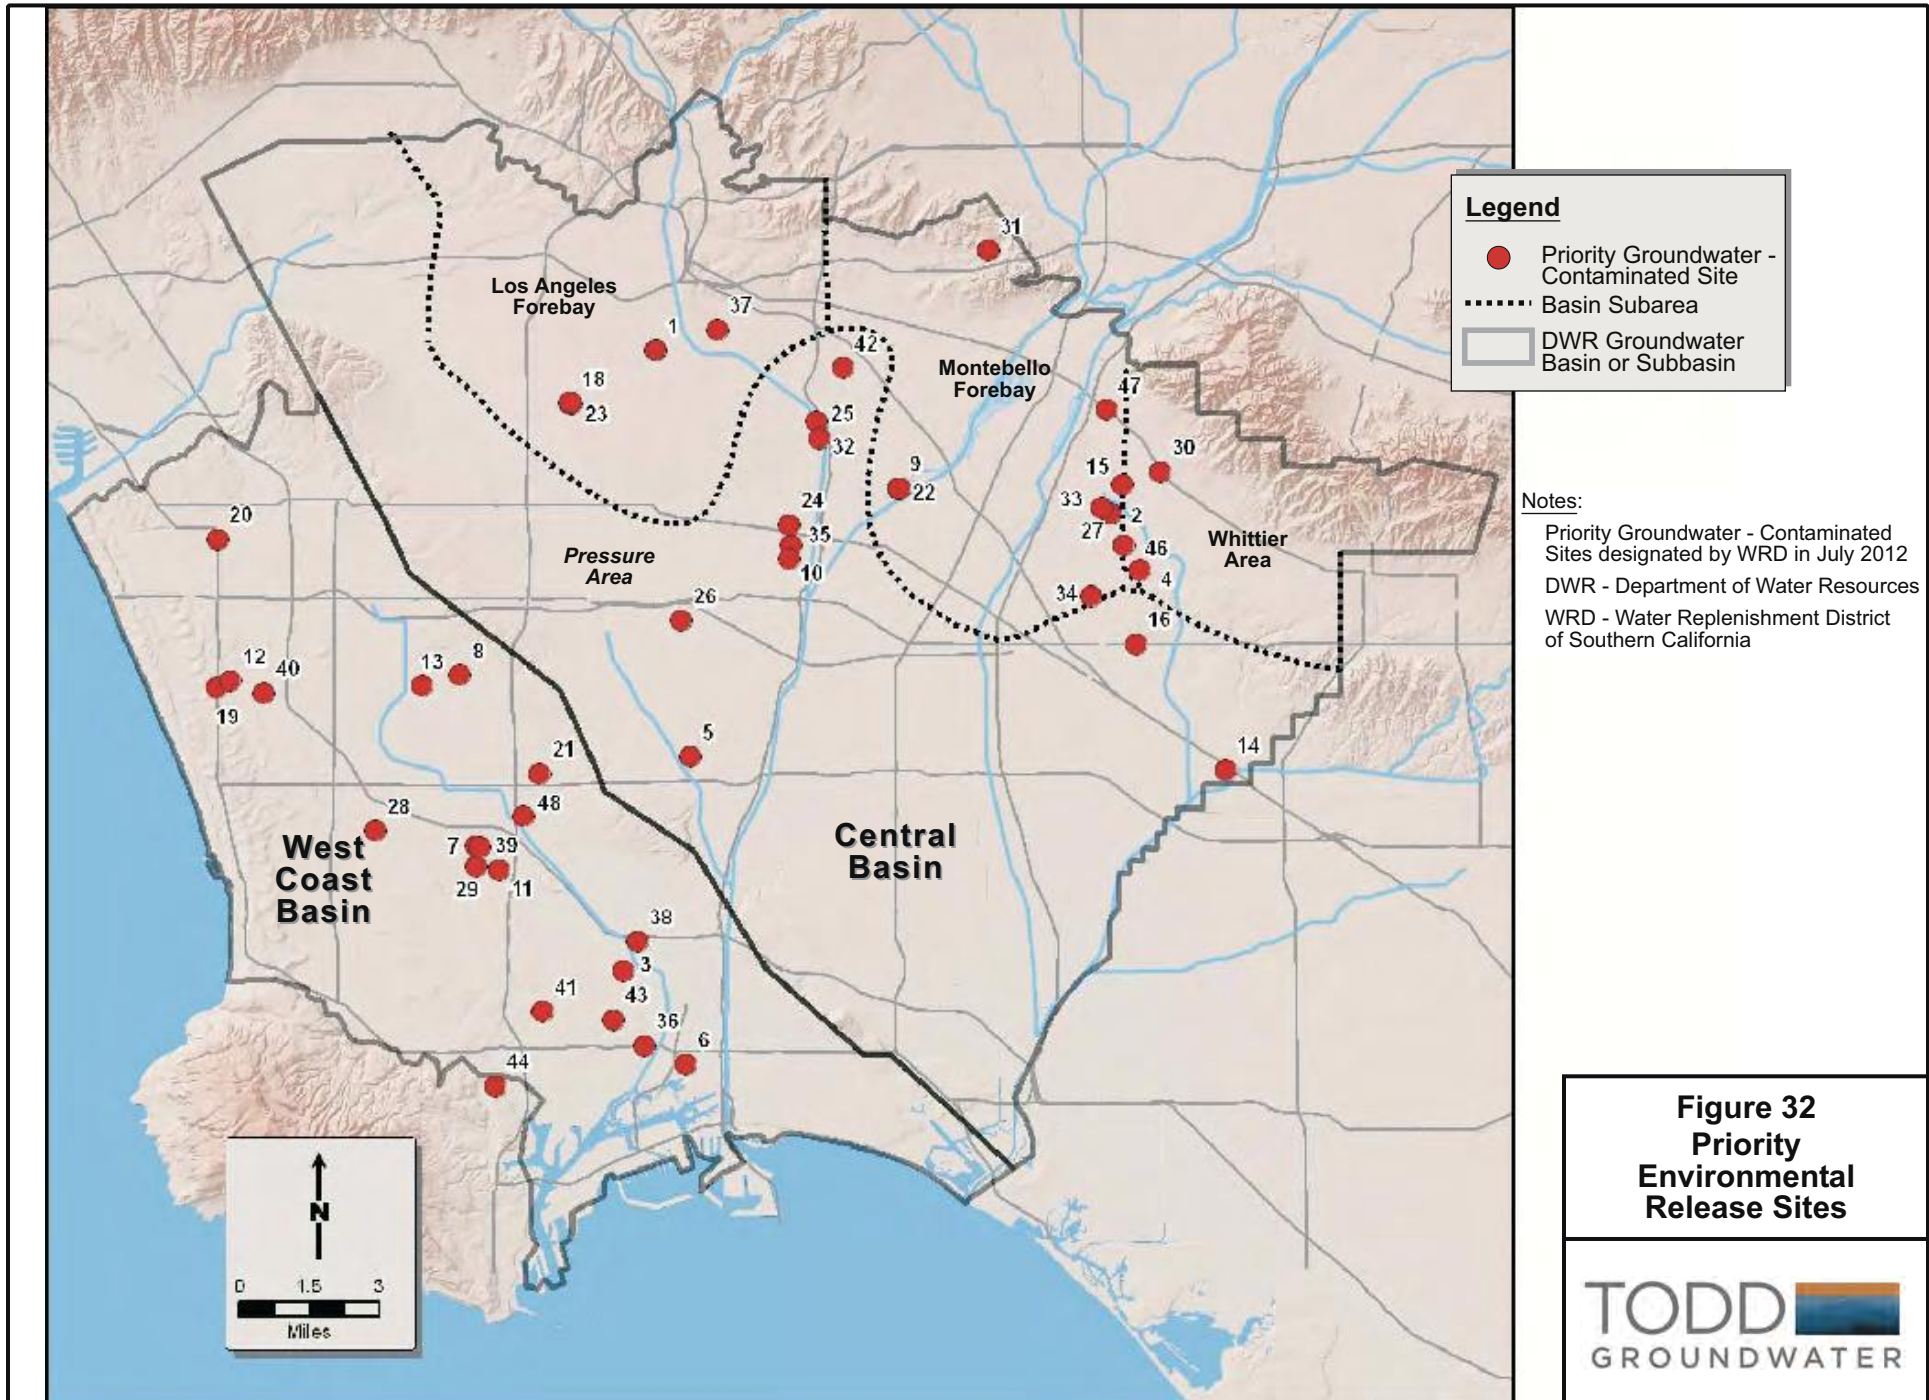 31
Los Angeles
Forebay
37
1
42
Montebello
Forebay
18
23
47
25
32
30
9
22
15
33
2
27
24
35
10
20
Pressure
Area
Whittier
Area
46
4
34
26
16
12
40
19
13
8
5
21
14
28
48
West
Coast
Basin
7
39
29
11
Central
Basin
38
3
41
43
36
6
44
N
0 1.5 3
Miles
Legend
Priority Groundwater -
Contaminated Site
Basin Subarea
DWR Groundwater
Basin or Subbasin
Notes:
Priority Groundwater - Contaminated
Sites designated by WRD in July 2012
DWR - Department of Water Resources
WRD - Water Replenishment District
of Southern California
Figure 32
Priority
Environmental
Release Sites
TODD
GROUNDWATER